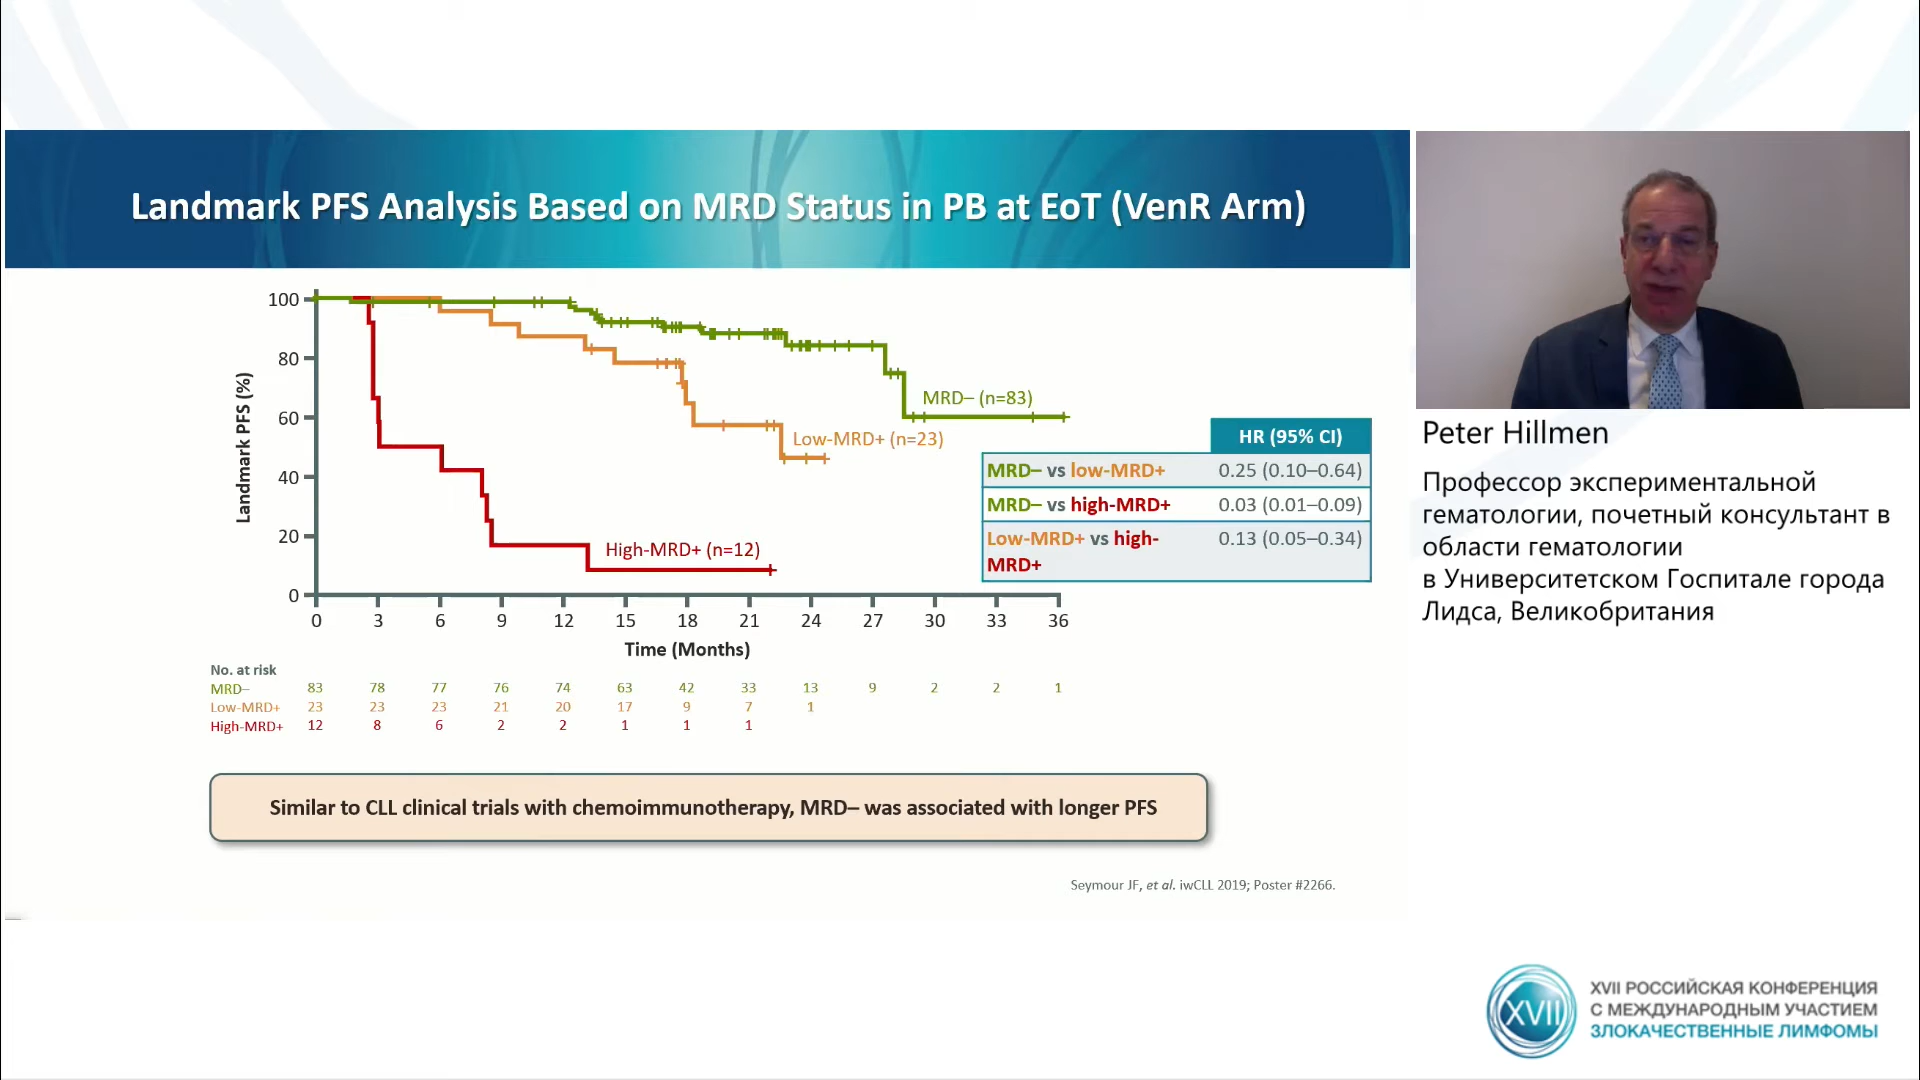 Landmark PFS Analysis Based on MRD Status in PB at EoT (VenR Arm)
Landmark PFS (%)
100
80
60
40
20
0
MRD– (n=83)
Low-MRD+ (n=23)
High-MRD+ (n=12)
0 3 6 9 12 15 18 21 24 27 30 33 36
Time (Months)
HR (95% CI)
MRD– vs low-MRD+ 0.25 (0.10–0.64)
MRD– vs high-MRD+ 0.03 (0.01–0.09)
Low-MRD+ vs high- 0.13 (0.05–0.34)
MRD+
No. at risk
MRD– 83 78 77 76 74 63 42 33 13 9 2 2 1
Low-MRD+ 23 23 23 21 20 17 9 7 1
High-MRD+ 12 8 6 2 2 1 1 1
Similar to CLL clinical trials with chemoimmunotherapy, MRD– was associated with longer PFS
Seymour JF, et al. iwCLL 2019; Poster #2266.
Peter Hillmen
Профессор экспериментальной
гематологии, почетный консультант в
области гематологии
в Университетском Госпитале города
Лидса, Великобритания
XVII
XVII РОССИЙСКАЯ КОНФЕРЕНЦИЯ
С МЕЖДУНАРОДНЫМ УЧАСТИЕМ
ЗЛОКАЧЕСТВЕННЫЕ ЛИМФОМЫ